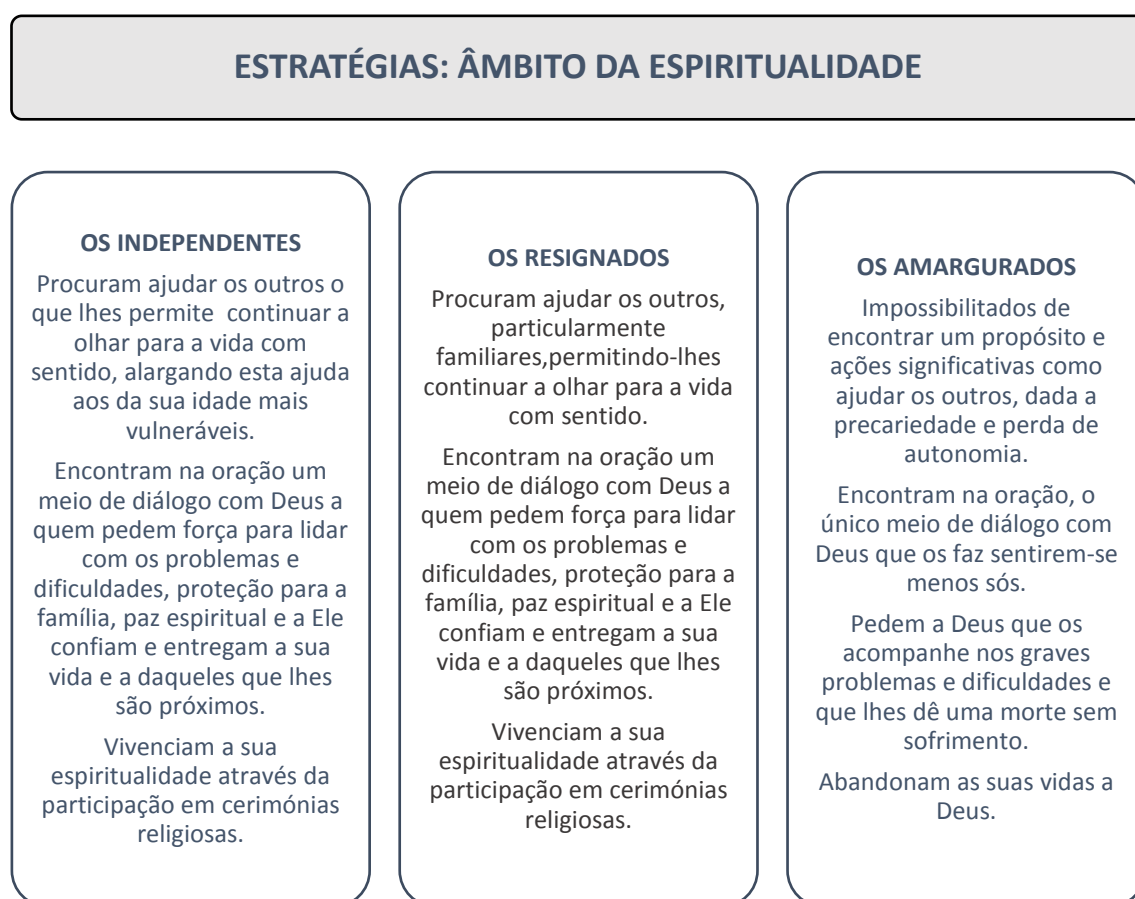 ESTRATÉGIAS: ÂMBITO DA ESPIRITUALIDADE
OS INDEPENDENTES
Procuram ajudar os outros o
que lhes permite continuar a
olhar para a vida com
sentido, alargando esta ajuda
aos da sua idade mais
vulneráveis.
Encontram na oração um
meio de diálogo com Deus a
quem pedem força para lidar
com os problemas e
dificuldades, proteção para a
família, paz espiritual e a Ele
confiam e entregam a sua
vida e a daqueles que lhes
são próximos.
Vivenciam a sua
espiritualidade através da
participação em cerimónias
religiosas.
OS RESIGNADOS
Procuram ajudar os outros,
particularmente
familiares,permitindo-lhes
continuar a olhar para a vida
com sentido.
Encontram na oração um
meio de diálogo com Deus a
quem pedem força para lidar
com os problemas e
dificuldades, proteção para a
família, paz espiritual e a Ele
confiam e entregam a sua
vida e a daqueles que lhes
são próximos.
Vivenciam a sua
espiritualidade através da
participação em cerimónias
religiosas.
OS AMARGURADOS
Impossibilitados de
encontrar um propósito e
ações significativas como
ajudar os outros, dada a
precariedade e perda de
autonomia.
Encontram na oração, o
único meio de diálogo com
Deus que os faz sentirem-se
menos sós.
Pedem a Deus que os
acompanhe nos graves
problemas e dificuldades e
que lhes dê uma morte sem
sofrimento.
Abandonam as suas vidas a
Deus.